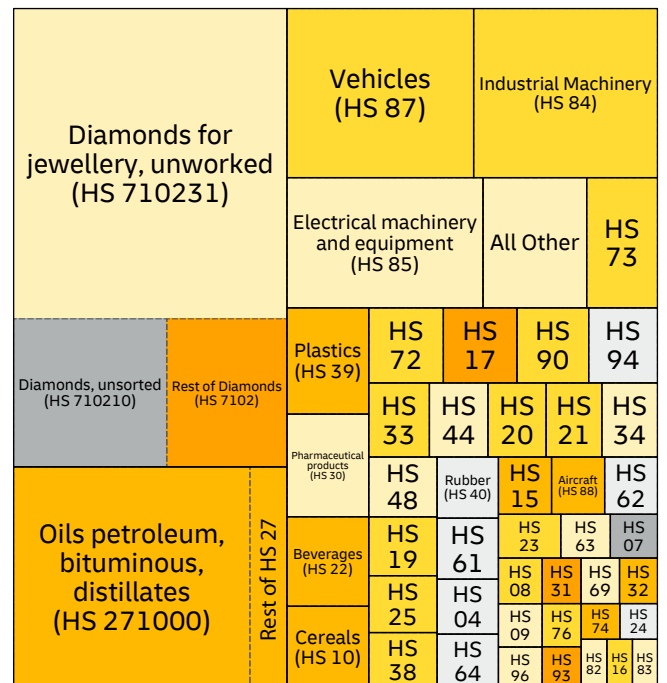 Diamonds for
jewellery, unworked
(HS 710231)
Diamonds, unsorted
(HS 710210)
Rest of Diamonds
(HS 7102)
Oils petroleum,
bituminous,
distillates
(HS 271000)
Rest of HS 27
Vehicles
(HS 87)
Industrial Machinery
(HS 84)
Electrical machinery
and equipment
(HS 85)
All Other
HS
73
Plastics
(HS 39)
HS
72
HS
17
HS
90
HS
94
HS
33
HS
44
HS
20
HS
21
HS
34
Pharmaceutical
products
(HS 30)
HS
48
Rubber
(HS 40)
HS
15
Aircraft
(HS 88)
HS
62
Beverages
(HS 22)
HS
19
HS
61
HS
23
HS
63
HS
07
HS
25
HS
04
HS
08
HS
31
HS
69
HS
32
Cereals
(HS 10)
HS
38
HS
64
HS
09
HS
76
HS
74
HS
24
HS
96
HS
93
HS
82
HS
16
HS
83